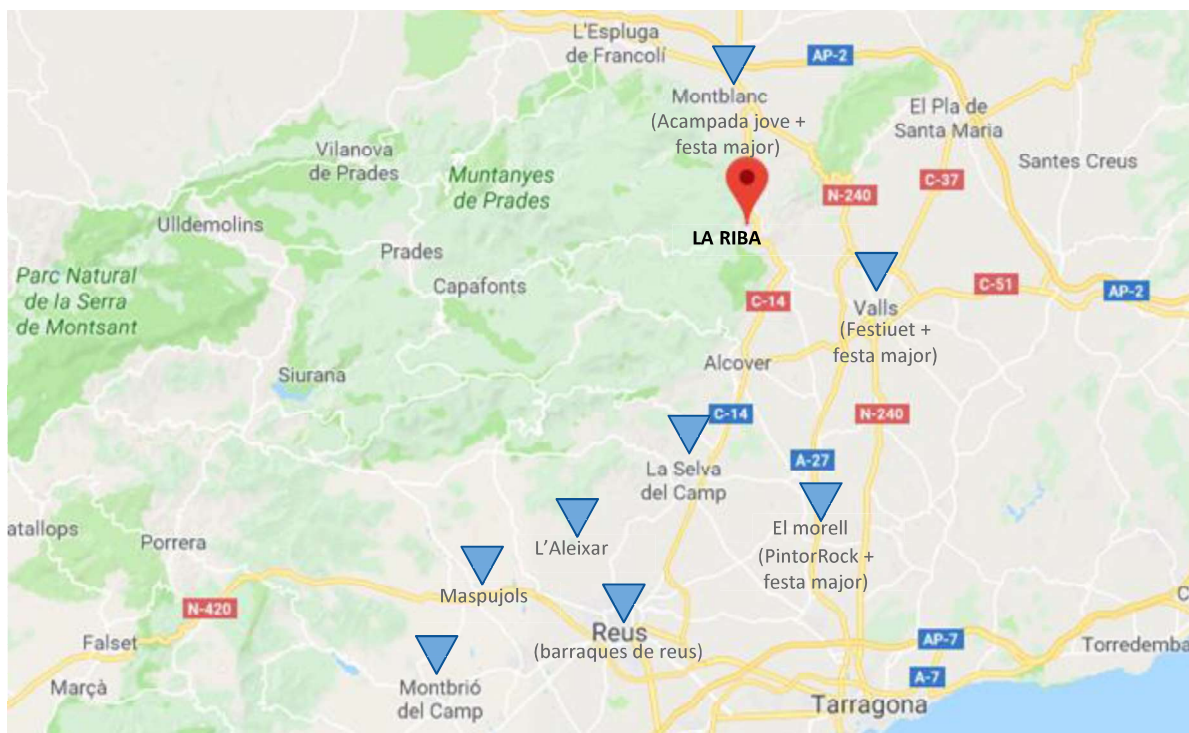 L'Espluga
de Francolí
AP-2
Montblanc
(Acampada jove +
festa major)
El Pla de
Santa Maria
Vilanova
de Prades
Muntanyes
de Prades
Santes Creus
C-37
N-240
Ulldemolins
LA RIBA
Prades
Parc Natural
de la Serra
de Montsant
Capafonts
C-51
AP-2
C-14
Valls
(Festiuet +
festa major)
Alcover
Siurana
C-14
N-240
La Selva
del Camp
A-27
El morell
(PintorRock +
festa major)
atallops
Porrera
L'Aleixar
Maspujols
N-420
Reus
(barraques de reus)
Falset
AP-7
Torredemba
A-7
Marçà
Montbrió
del Camp
Tarragona